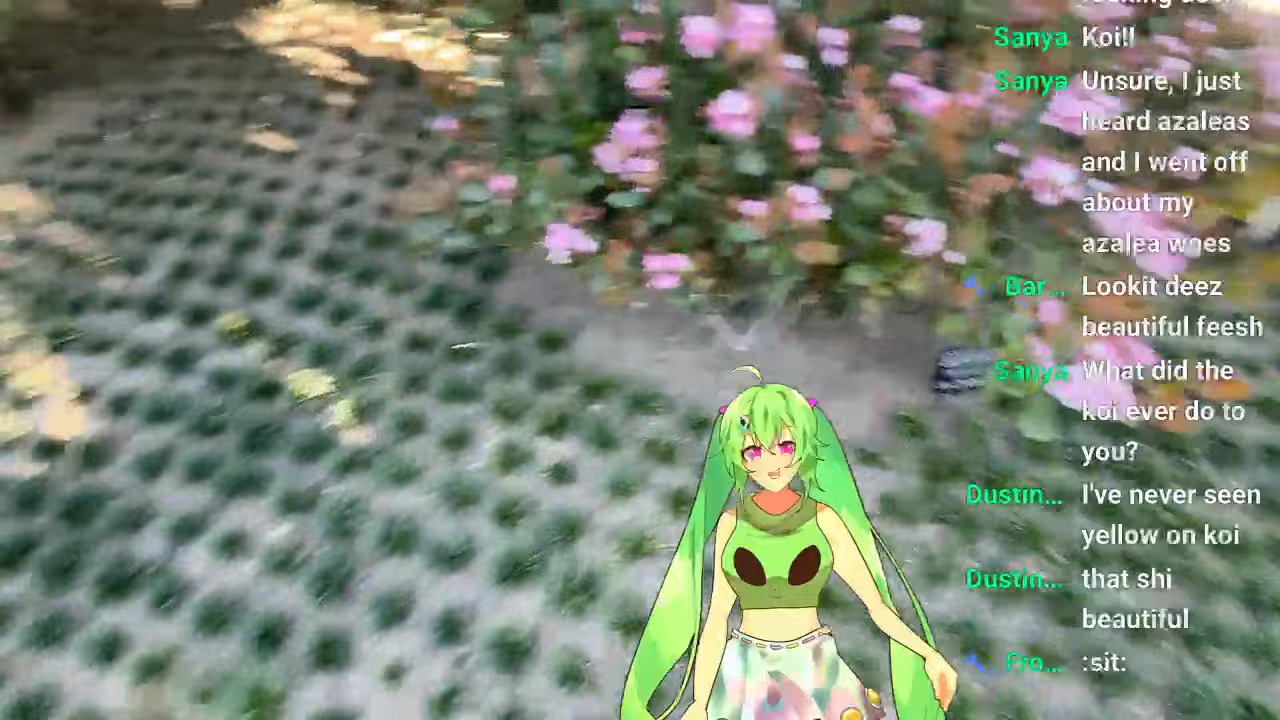 Sanya Koi!!
Sanya Unsure, I just
heard azaleas
and I went off
about my
azalea woes
Bar... Lookit deez
beautiful feesh
Sanya What did the
koi ever do to
you?
Dustin... I've never seen
yellow on koi
Dustin... that shi
beautiful
Fro... :sit: